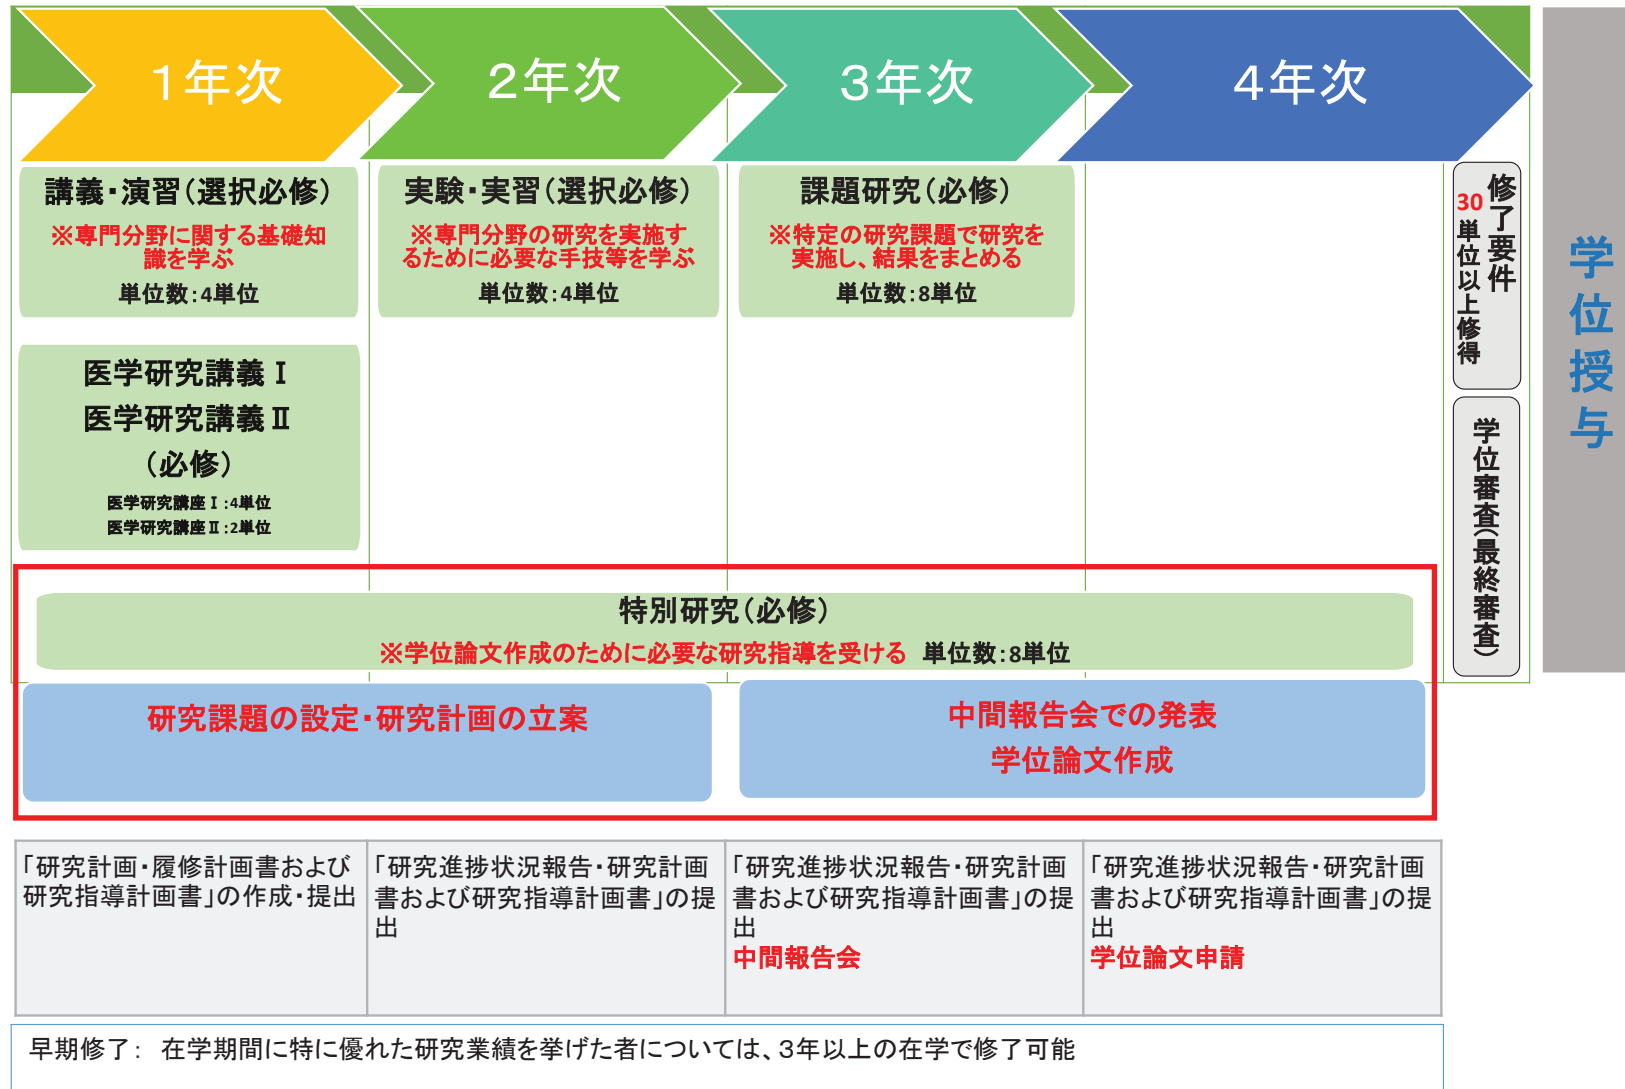 1年次
2年次
3年次
4年次
講義・演習(選択必修)
※専門分野に関する基礎知
識を学ぶ
単位数:4単位
実験・実習(選択必修)
※専門分野の研究を実施す
るために必要な手技等を学ぶ
単位数:4単位
課題研究(必修)
※特定の研究課題で研究を
実施し、結果をまとめる
単位数:8単位
医学研究講義Ⅰ
医学研究講義Ⅱ
(必修)
医学研究講座Ⅰ:4単位
医学研究講座Ⅱ:2単位
修了要件
30単位以上修得
学位審査(最終審査)
学位授与
特別研究(必修)
※学位論文作成のために必要な研究指導を受ける 単位数:8単位
研究課題の設定・研究計画の立案
中間報告会での発表
学位論文作成
「研究計画・履修計画書および
研究指導計画書」の作成・提出
「研究進捗状況報告・研究計画
書および研究指導計画書」の提
出
「研究進捗状況報告・研究計画
書および研究指導計画書」の提
出
中間報告会
「研究進捗状況報告・研究計画
書および研究指導計画書」の提
出
学位論文申請
早期修了: 在学期間に特に優れた研究業績を挙げた者については、3年以上の在学で修了可能